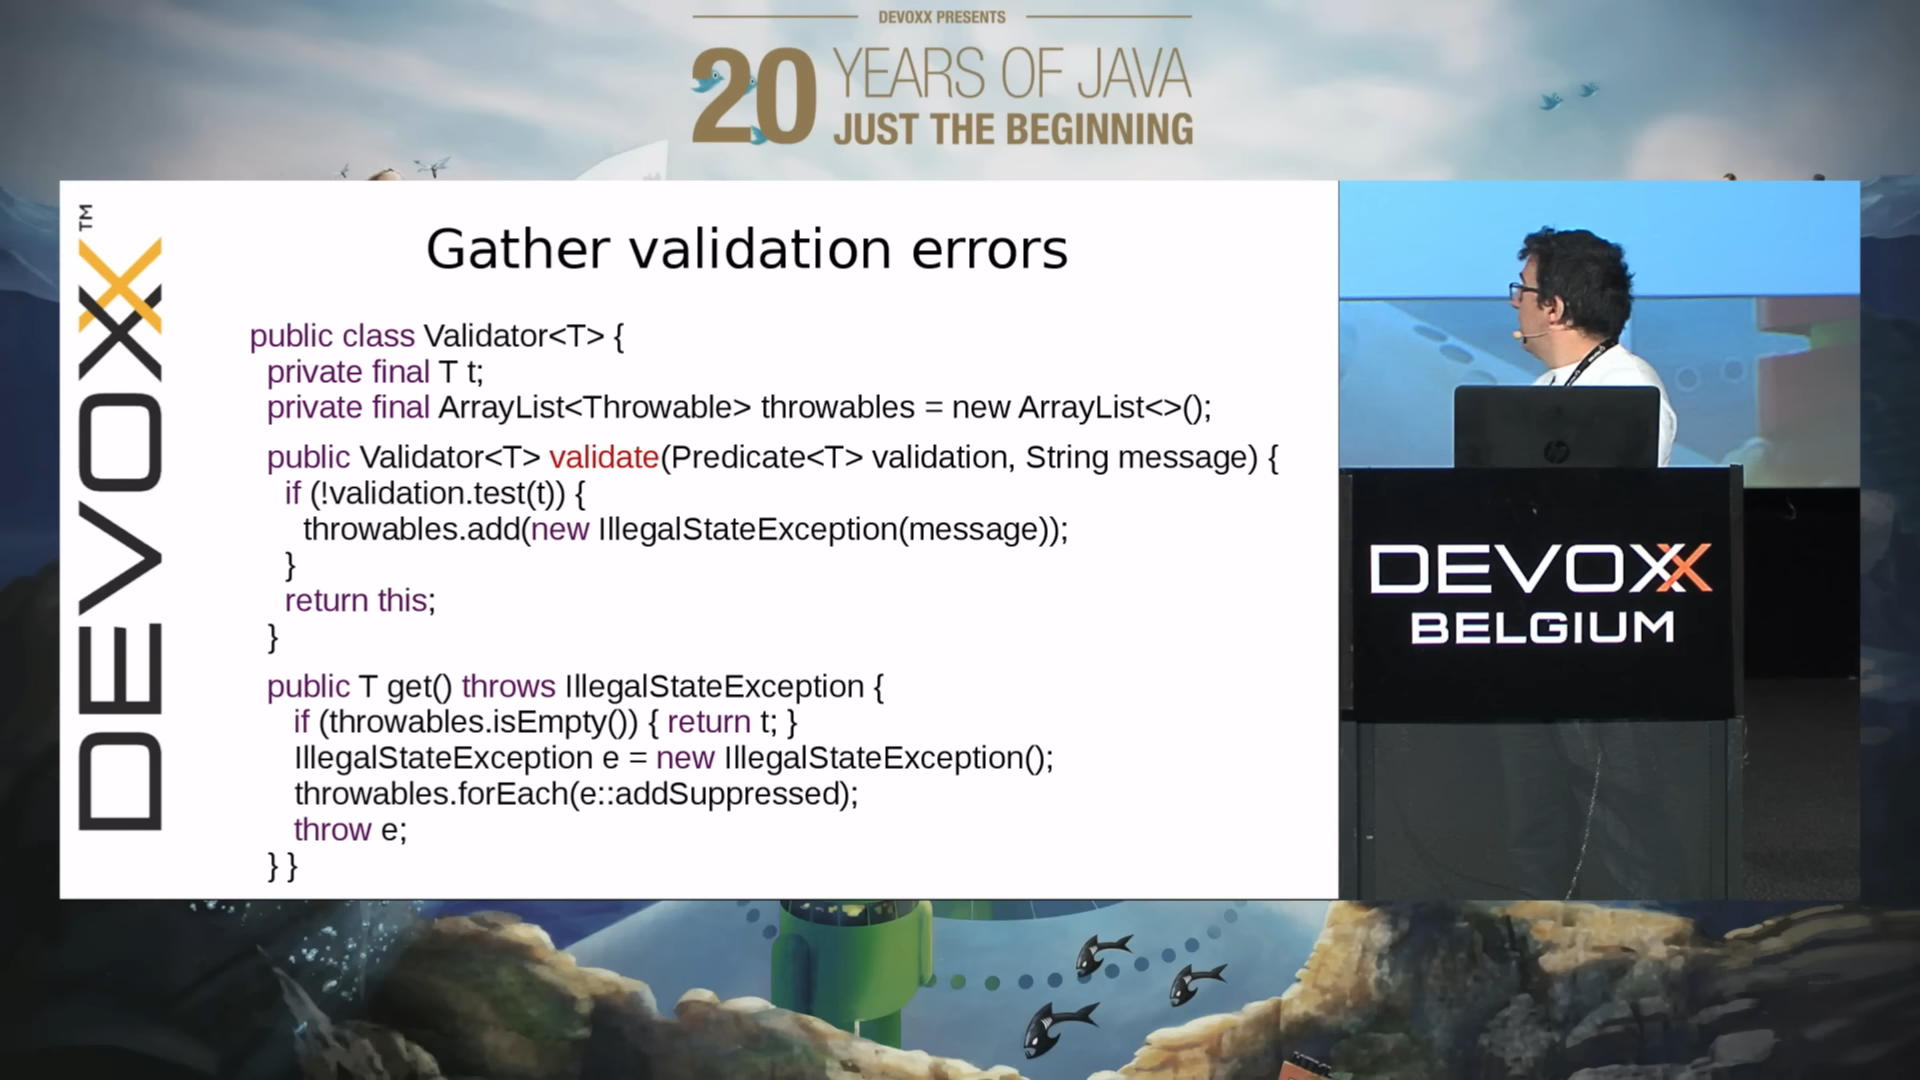 DEVOXX PRESENTS
20 YEARS OF JAVA
JUST THE BEGINNING
DEVOXX™
Gather validation errors
public class Validator<T> {
private final T t;
private final ArrayList<Throwable> throwables = new ArrayList<>();
public Validator<T> validate(Predicate<T> validation, String message) {
if (!validation.test(t)) {
throwables.add(new IllegalStateException(message));
}
return this;
}
public T get() throws IllegalStateException {
if (throwables.isEmpty()) { return t; }
IllegalStateException e = new IllegalStateException();
throwables.forEach(e::addSuppressed);
throw e;
} }
hp
DEVOXX
BELGIUM